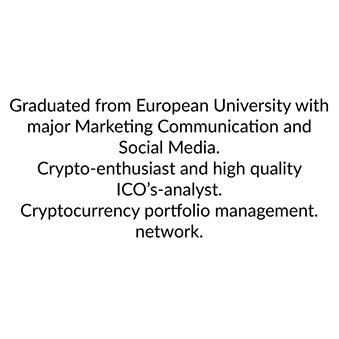 Graduated from European University with
major Marketing Communication and
Social Media.
Crypto-enthusiast and high quality
ICO’s-analyst.
Cryptocurrency portfolio management.
network.